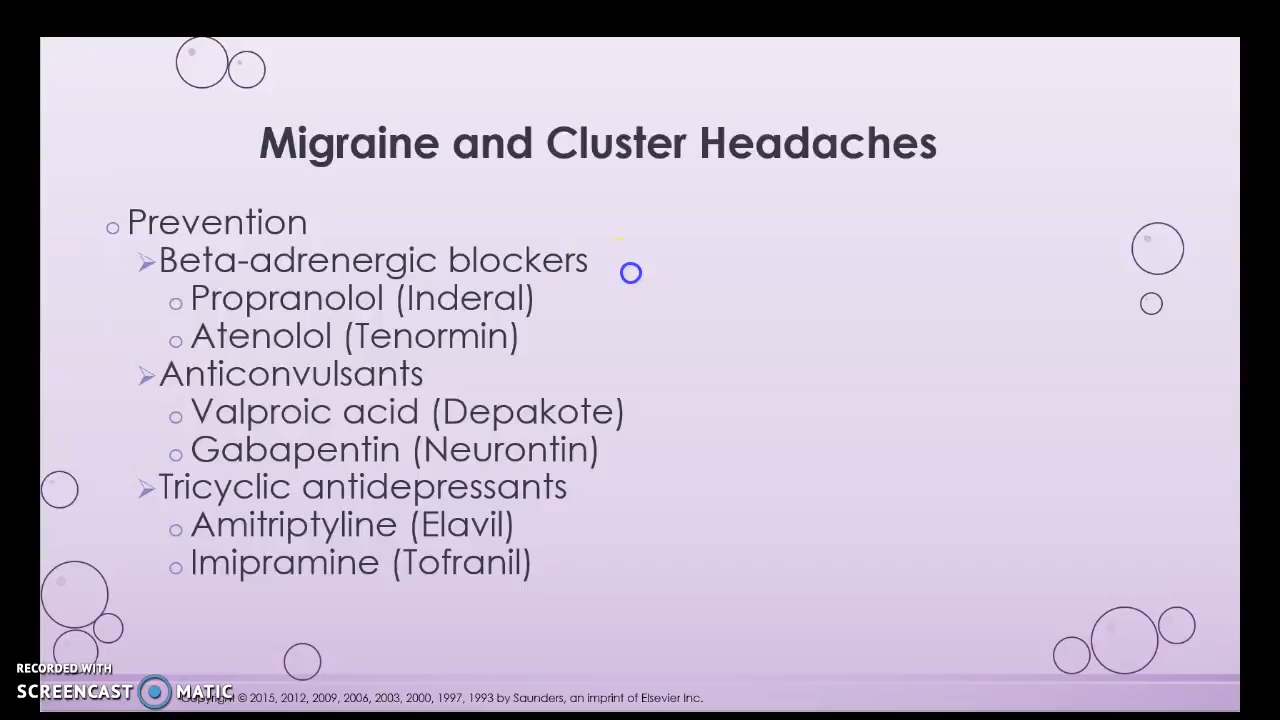 Migraine and Cluster Headaches
Prevention
Beta-adrenergic blockers
Propranolol (Inderal)
Atenolol (Tenormin)
Anticonvulsants
Valproic acid (Depakote)
Gabapentin (Neurontin)
Tricyclic antidepressants
Amitriptyline (Elavil)
Imipramine (Tofranil)
RECORDED WITH
SCREENCAST MATIC
Copyright © 2015, 2012, 2009, 2006, 2003, 2000, 1997, 1993 by Saunders, an imprint of Elsevier Inc.